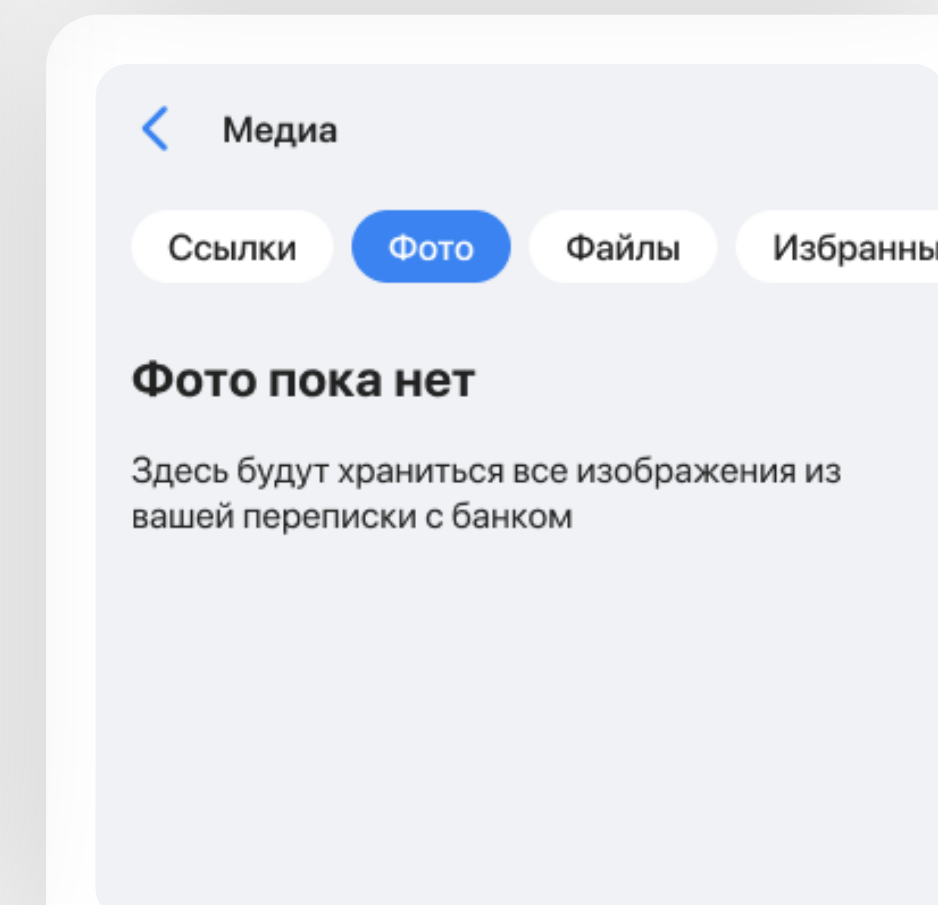 Медиа
Ссылки Фото Файлы Избранны
Фото пока нет
Здесь будут храниться все изображения из
вашей переписки с банком